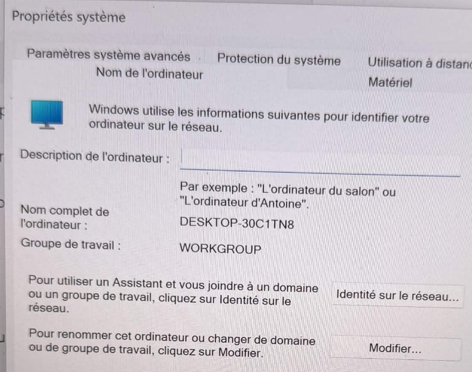 Propriétés système
Paramètres système avancés Protection du système Utilisation à distan
Nom de l'ordinateur Matériel
Windows utilise les informations suivantes pour identifier votre
ordinateur sur le réseau.
Description de l'ordinateur :
Par exemple : "L'ordinateur du salon" ou
"L'ordinateur d'Antoine".
Nom complet de
l'ordinateur :
DESKTOP-30C1TN8
Groupe de travail :
WORKGROUP
Pour utiliser un Assistant et vous joindre à un domaine
ou un groupe de travail, cliquez sur Identité sur le
réseau.
Identité sur le réseau...
Pour renommer cet ordinateur ou changer de domaine
ou de groupe de travail, cliquez sur Modifier.
Modifier...